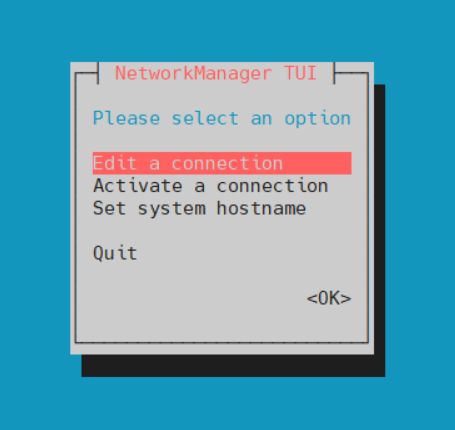 NetworkManager TUI
Please select an option
Edit a connection
Activate a connection
Set system hostname
Quit
<OK>